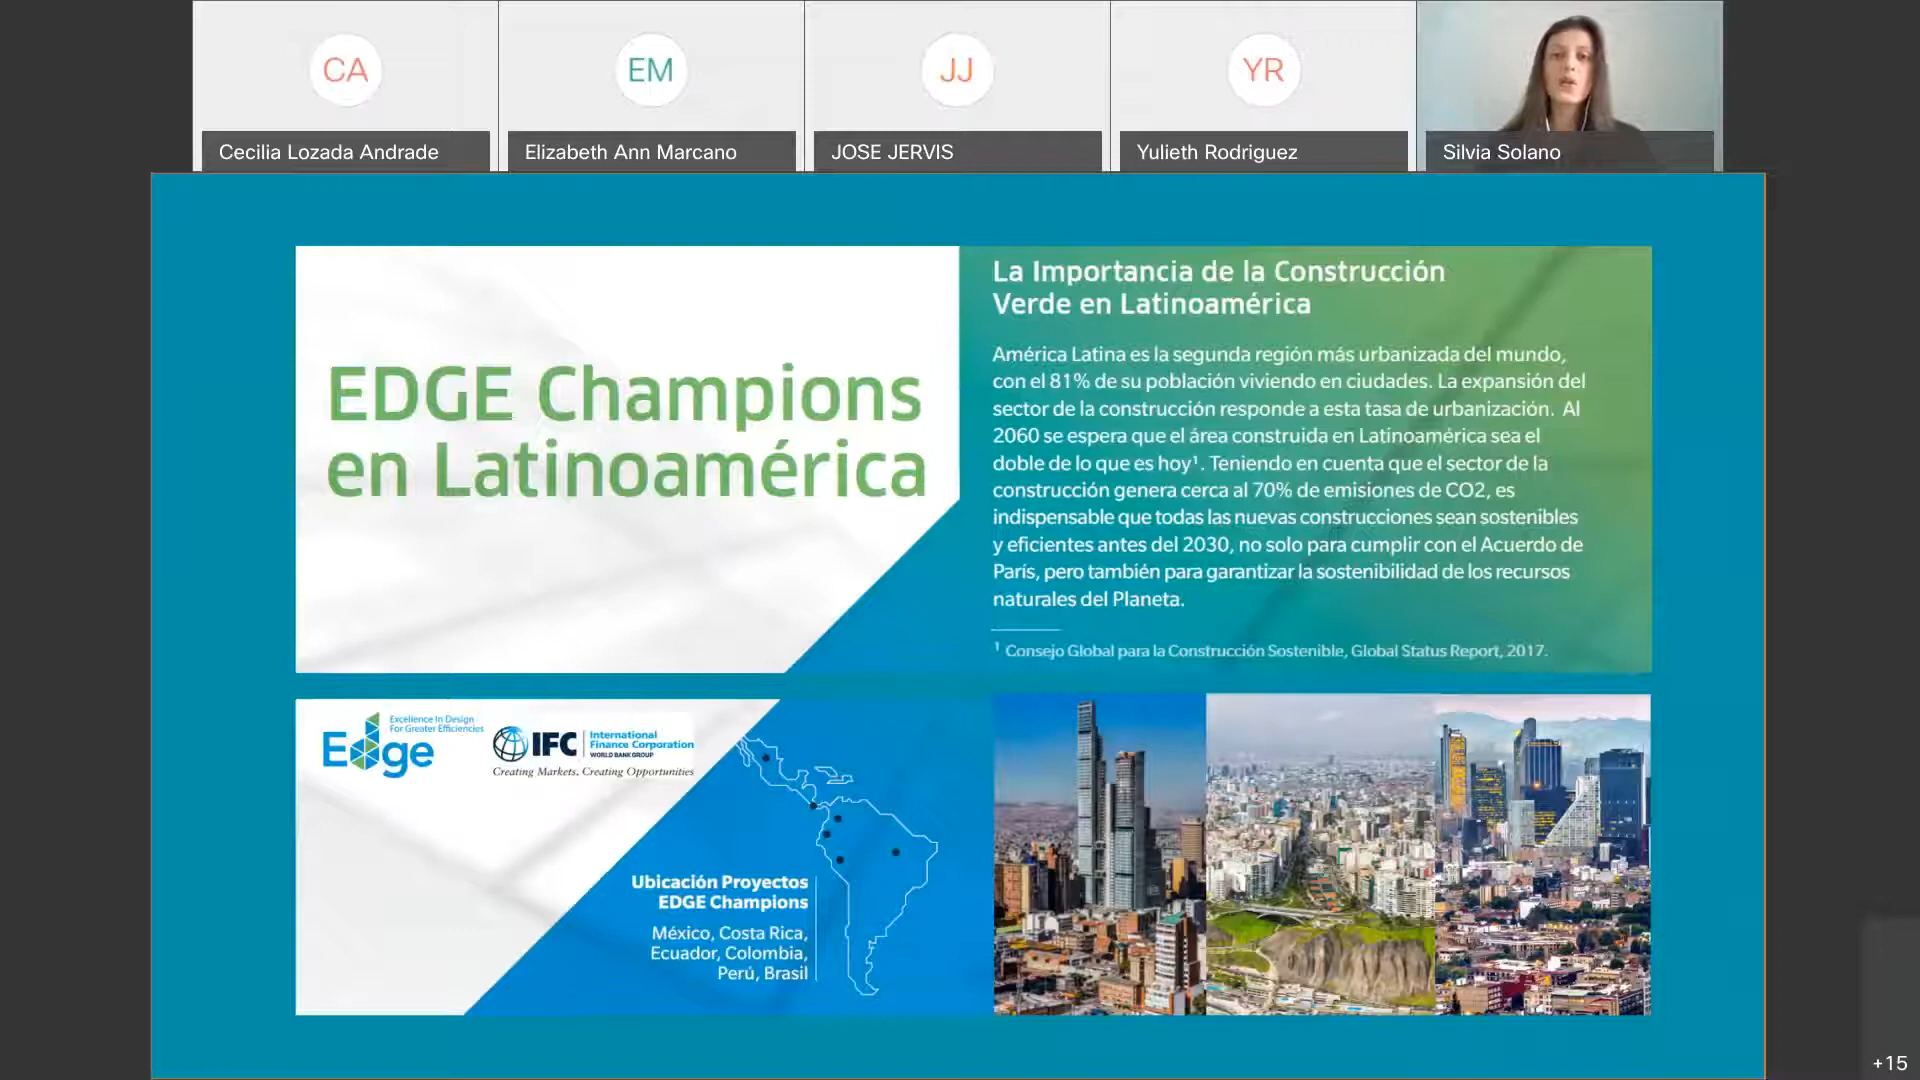 CA
EM
JJ
YR
Cecilia Lozada Andrade
Elizabeth Ann Marcano
JOSE JERVIS
Yulieth Rodriguez
Silvia Solano
EDGE Champions
en Latinoamérica
La Importancia de la Construcción
Verde en Latinoamérica
América Latina es la segunda región más urbanizada del mundo,
con el 81% de su población viviendo en ciudades. La expansión del
sector de la construcción responde a esta tasa de urbanización. Al
2060 se espera que el área construida en Latinoamérica sea el
doble de lo que es hoy¹. Teniendo en cuenta que el sector de la
construcción genera cerca al 70% de emisiones de CO2, es
indispensable que todas las nuevas construcciones sean sostenibles
y eficientes antes del 2030, no solo para cumplir con el Acuerdo de
París, pero también para garantizar la sostenibilidad de los recursos
naturales del Planeta.
¹ Consejo Global para la Construcción Sostenible, Global Status Report, 2017.
Edge
Excellence In Design
For Greater Efficiencies
IFC
International
Finance Corporation
WORLD BANK GROUP
Creating Markets, Creating Opportunities
Ubicación Proyectos
EDGE Champions
México, Costa Rica,
Ecuador, Colombia,
Perú, Brasil
+15